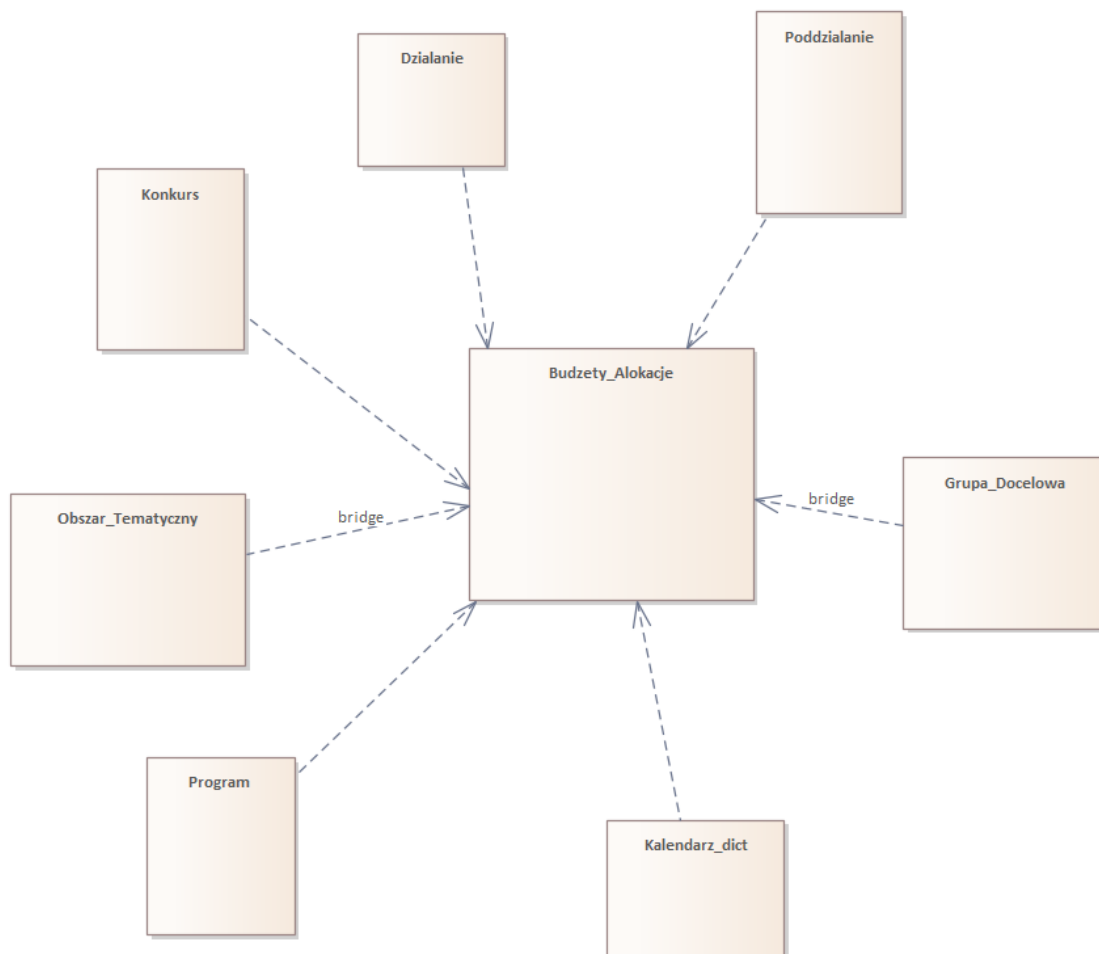 Poddzialanie
Dzialanie
Konkurs
Budzety_Alokacje
Grupa_Docelowa
bridge
Obszar_Tematyczny
bridge
Program
Kalendarz_dict